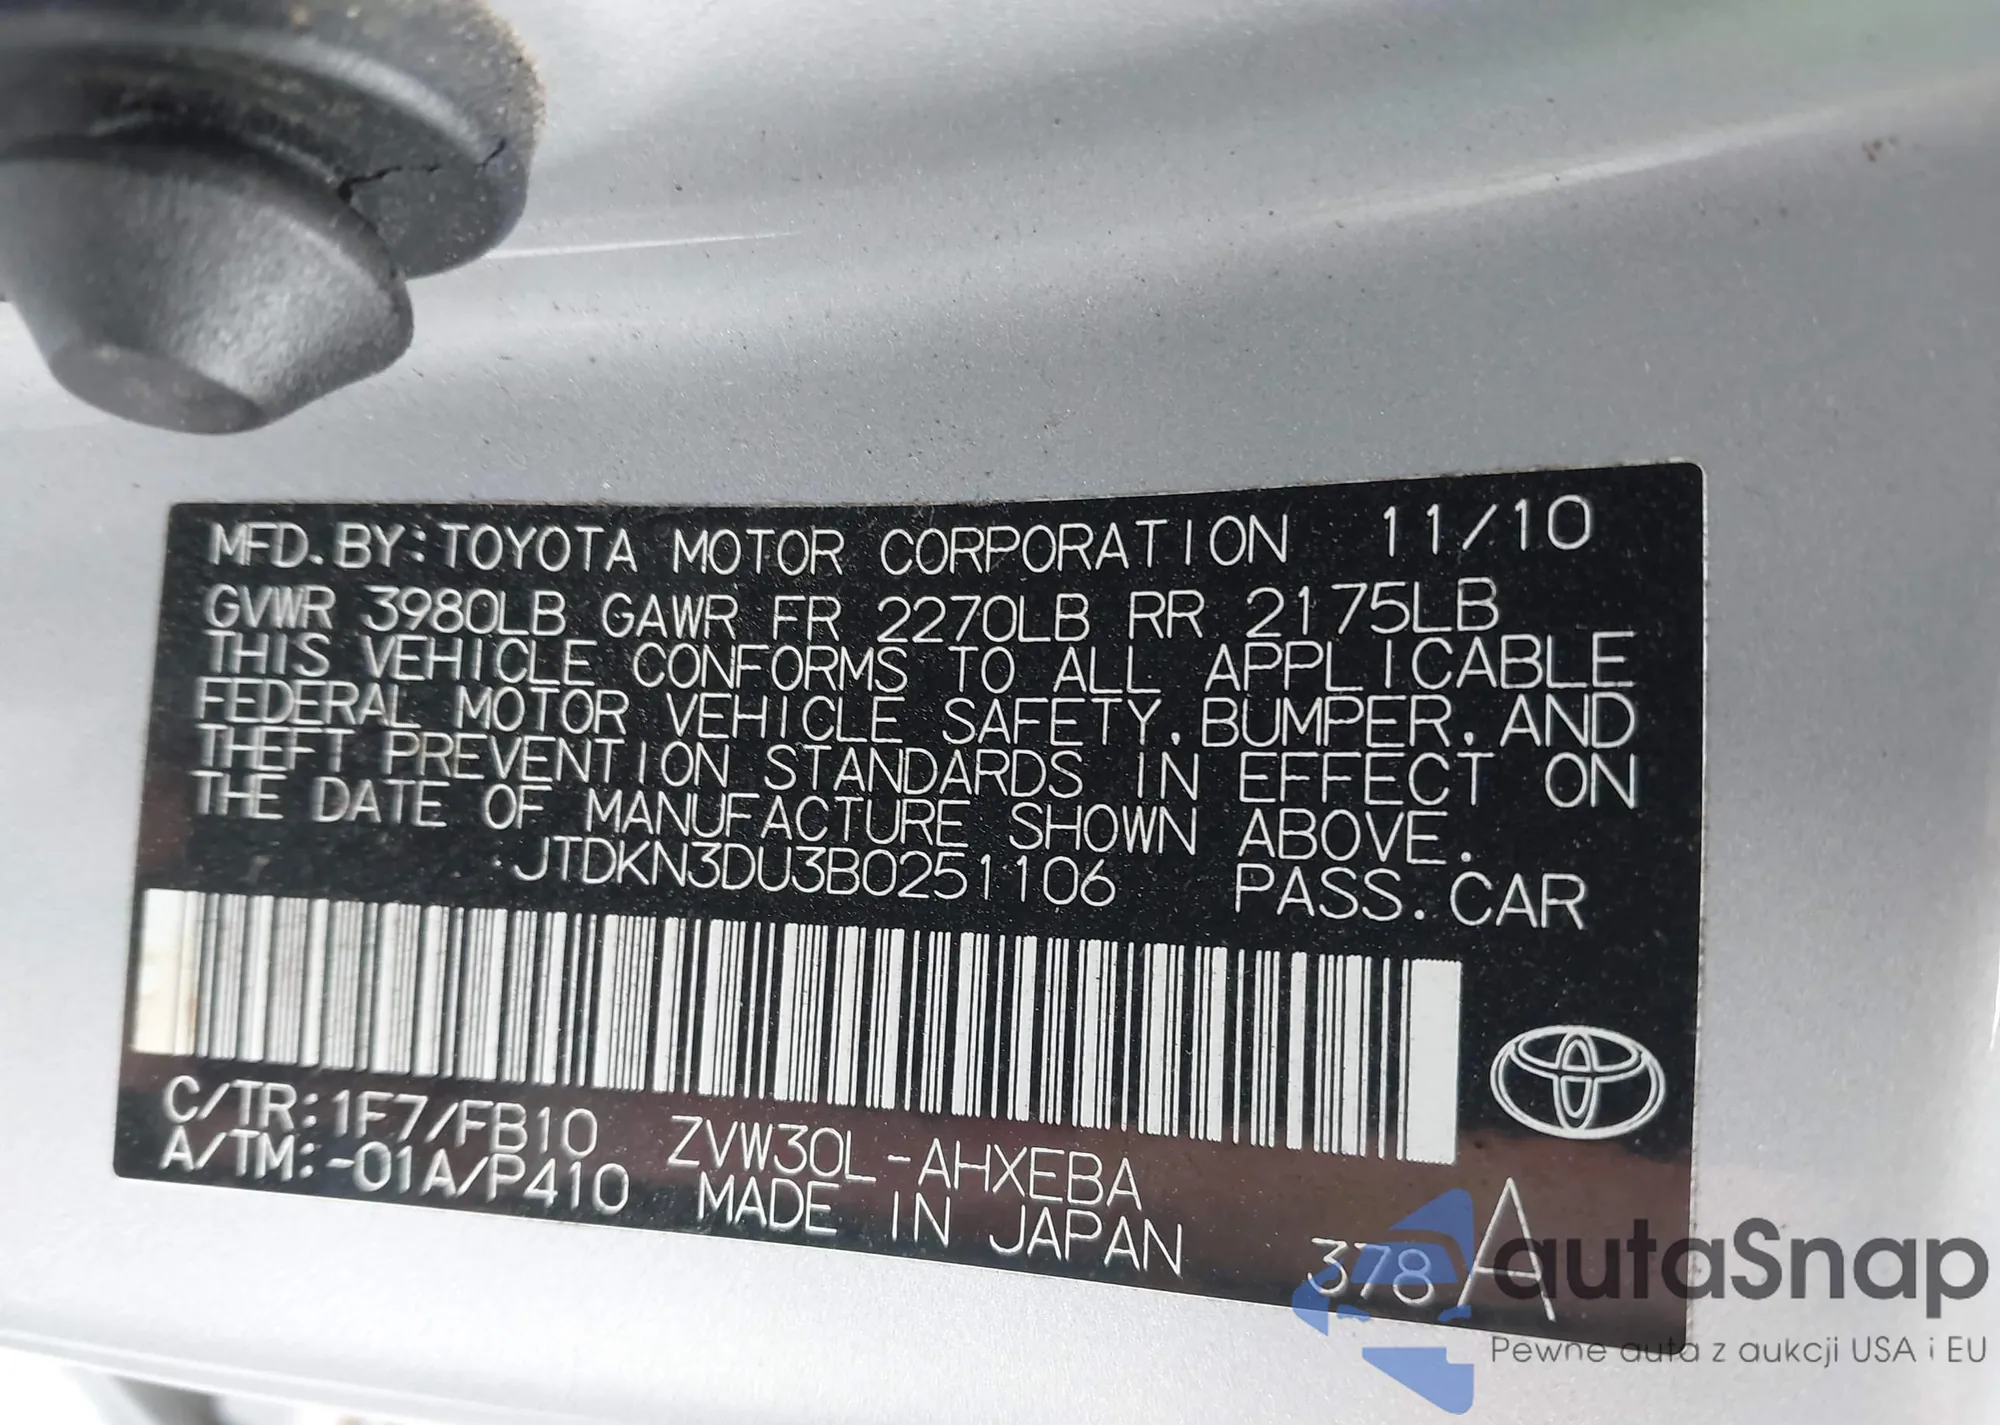 MFD.BY:TOYOTA MOTOR CORPORATION 11/10
GVWR 3980LB GAWR FR 2270LB RR 2175LB
THIS VEHICLE CONFORMS TO ALL APPLICABLE
FEDERAL MOTOR VEHICLE SAFETY, BUMPER, AND
THEFT PREVENTION STANDARDS IN EFFECT ON
THE DATE OF MANUFACTURE SHOWN ABOVE.
JTDKN3DU3B0251106 PASS.CAR
C/TR:1F7/FB10 ZVW30L-AHXEBA
A/TM:-01A/P410 MADE IN JAPAN
378 A
autaSnap
Pewne auta z aukcji USA i EU